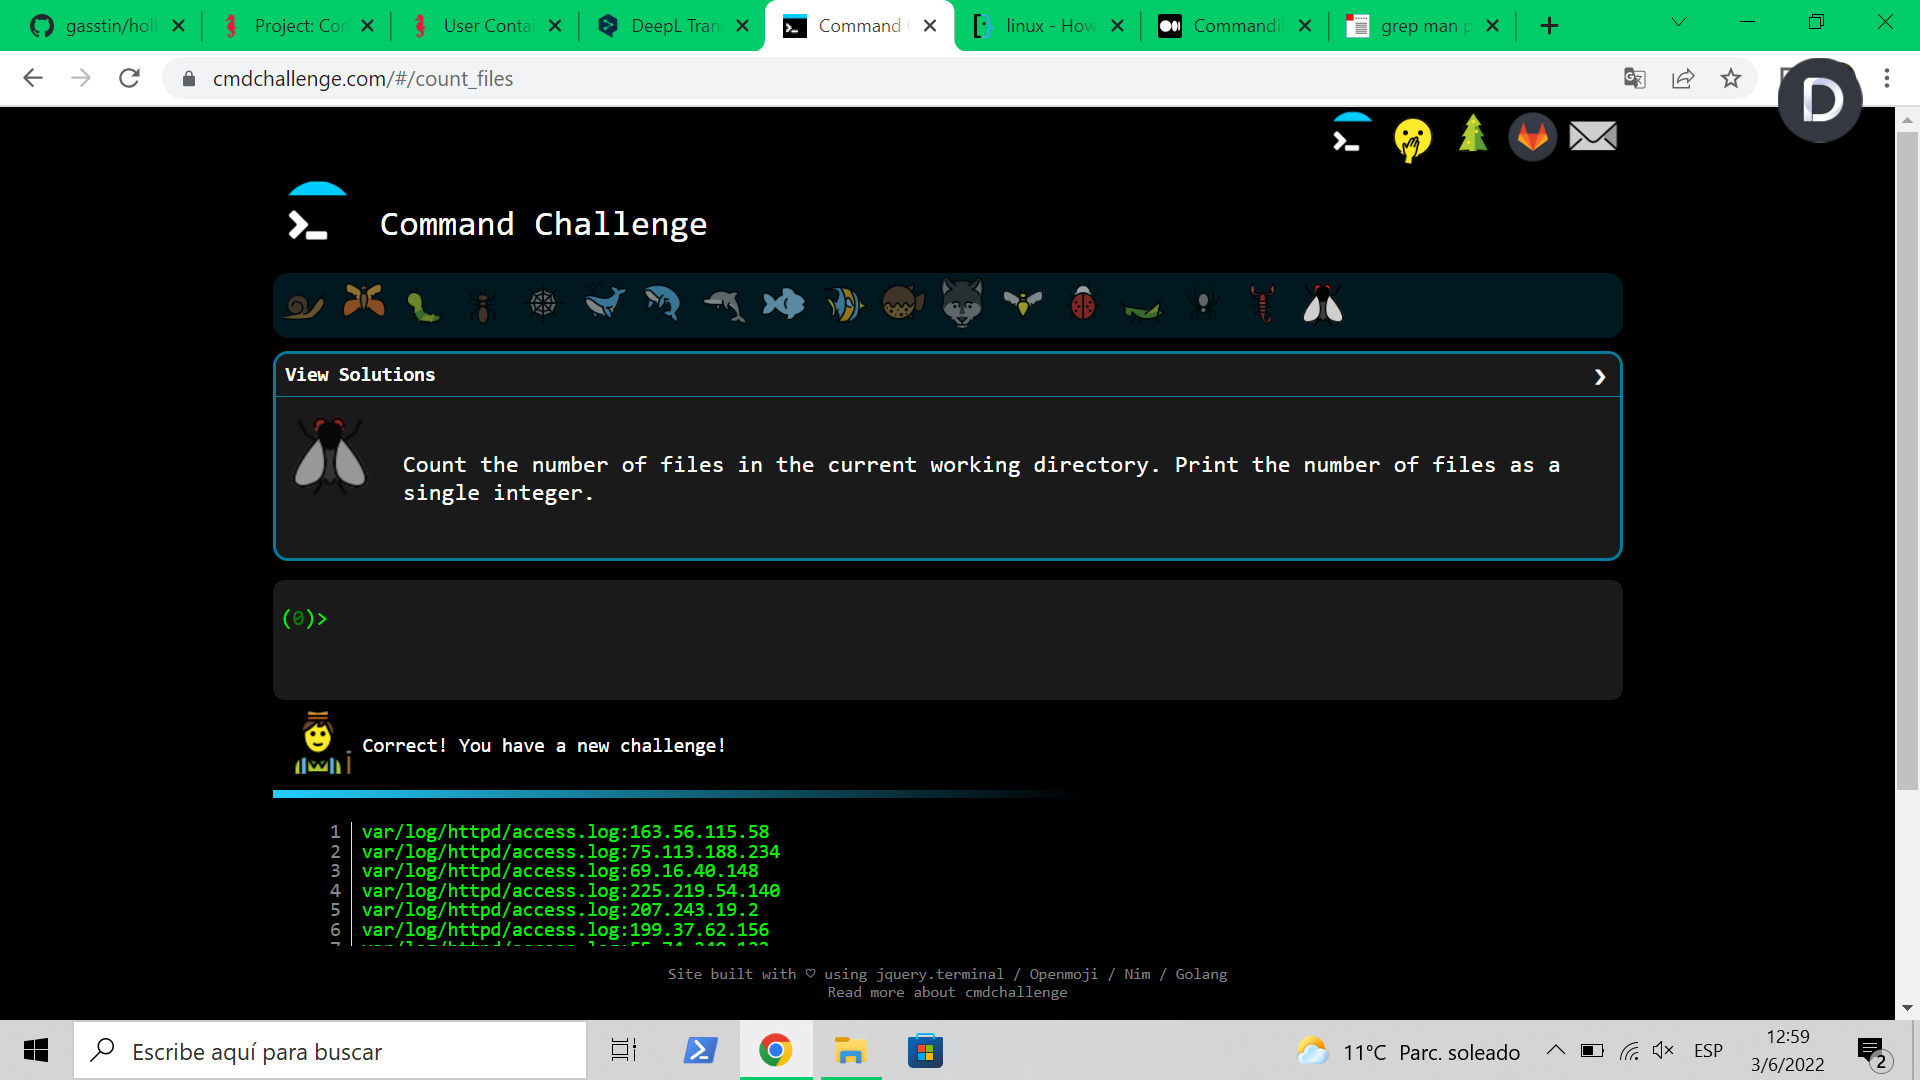 gasstin/holb
Project: Con
User Conta
DeepL Tran
Command C
linux - How
Commandli
grep man p
cmdchallenge.com/#/count_files
D
Command Challenge
View Solutions
Count the number of files in the current working directory. Print the number of files as a
single integer.
(0)>
Correct! You have a new challenge!
1 var/log/httpd/access.log:163.56.115.58
2 var/log/httpd/access.log:75.113.188.234
3 var/log/httpd/access.log:69.16.40.148
4 var/log/httpd/access.log:225.219.54.140
5 var/log/httpd/access.log:207.243.19.2
6 var/log/httpd/access.log:199.37.62.156
Site built with ♡ using jquery.terminal / Openmoji / Nim / Golang
Read more about cmdchallenge
Escribe aquí para buscar
11°C Parc. soleado
ESP
12:59
3/6/2022
2